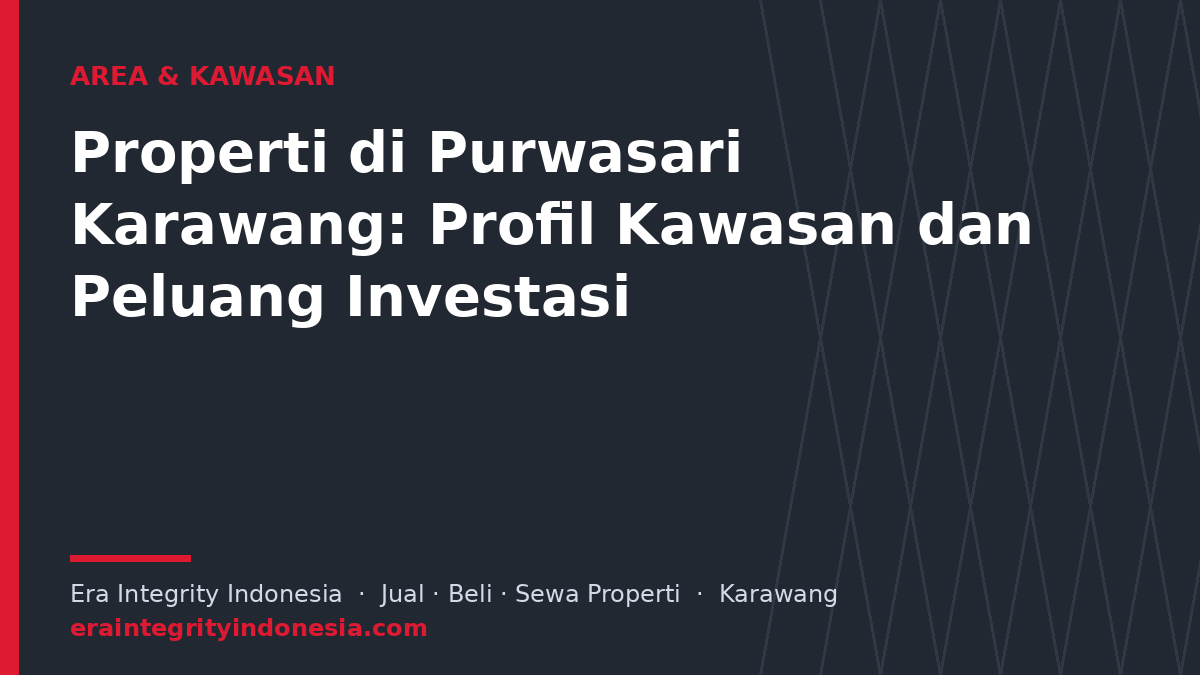 AREA & KAWASAN
Properti di Purwasari
Karawang: Profil Kawasan dan
Peluang Investasi
Era Integrity Indonesia · Jual · Beli · Sewa Properti · Karawang
eraintegrityindonesia.com